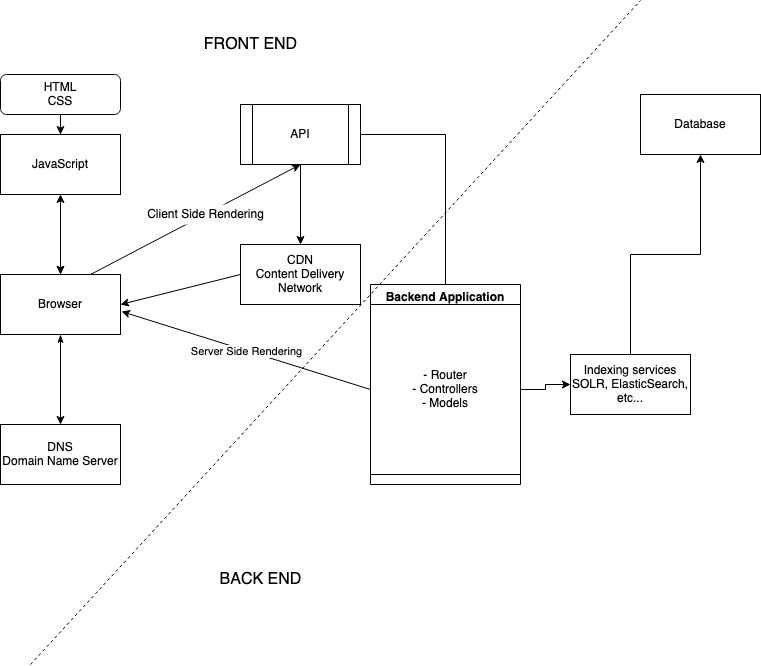 FRONT END
HTML
CSS
JavaScript
API
Database
Client Side Rendering
CDN
Content Delivery
Network
Browser
Backend Application
Server Side Rendering
- Router
- Controllers
- Models
Indexing services
SOLR, ElasticSearch,
etc...
DNS
Domain Name Server
BACK END